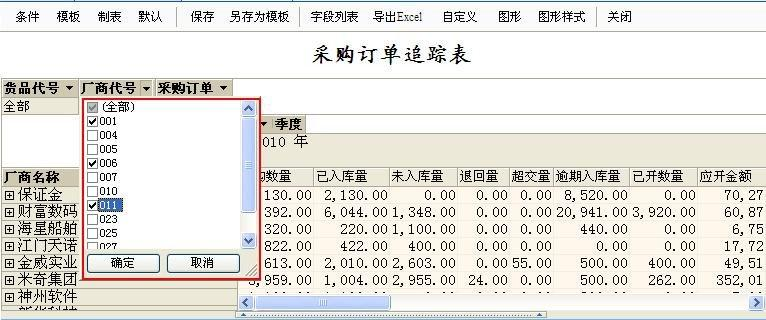 条件 模板 制表 默认 保存 另存为模板 字段列表 导出Excel 自定义 图形 图形样式 关闭
采购订单追踪表
货品代号 厂商代号 采购订单
全部
(全部)
001
004
005
006
007
010
011
023
025
027
确定 取消
季度
010 年
厂商名称 购数量 已入库量 未入库量 退回量 超交量 逾期入库量 已开数量 应开金额
保证金 130.00 2,130.00 0.00 0.00 0.00 8,520.00 0.00 70,27
财富数码 392.00 6,044.00 1,348.00 0.00 0.00 20,941.00 3,920.00 60,87
海星船舶 320.00 220.00 1,100.00 0.00 0.00 440.00 0.00 6,75
江门天诺 822.00 422.00 400.00 0.00 0.00 0.00 0.00 17,72
金威实业 613.00 2,010.00 2,603.00 0.00 55.00 500.00 400.00 49,51
米奇集团 3,959.00 1,004.00 2,955.00 24.00 0.00 500.00 262.00 352,01
神州软件